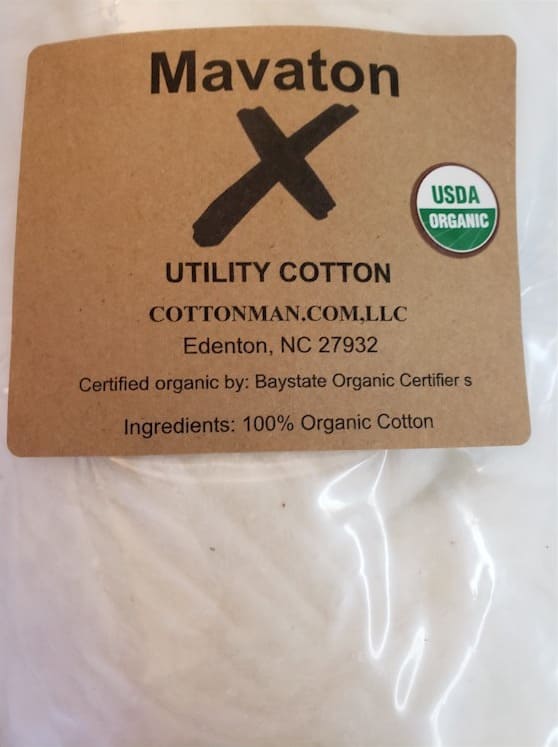 Mavaton
X
USDA
ORGANIC
UTILITY COTTON
COTTONMAN.COM,LLC
Edenton, NC 27932
Certified organic by: Baystate Organic Certifier s
Ingredients: 100% Organic Cotton